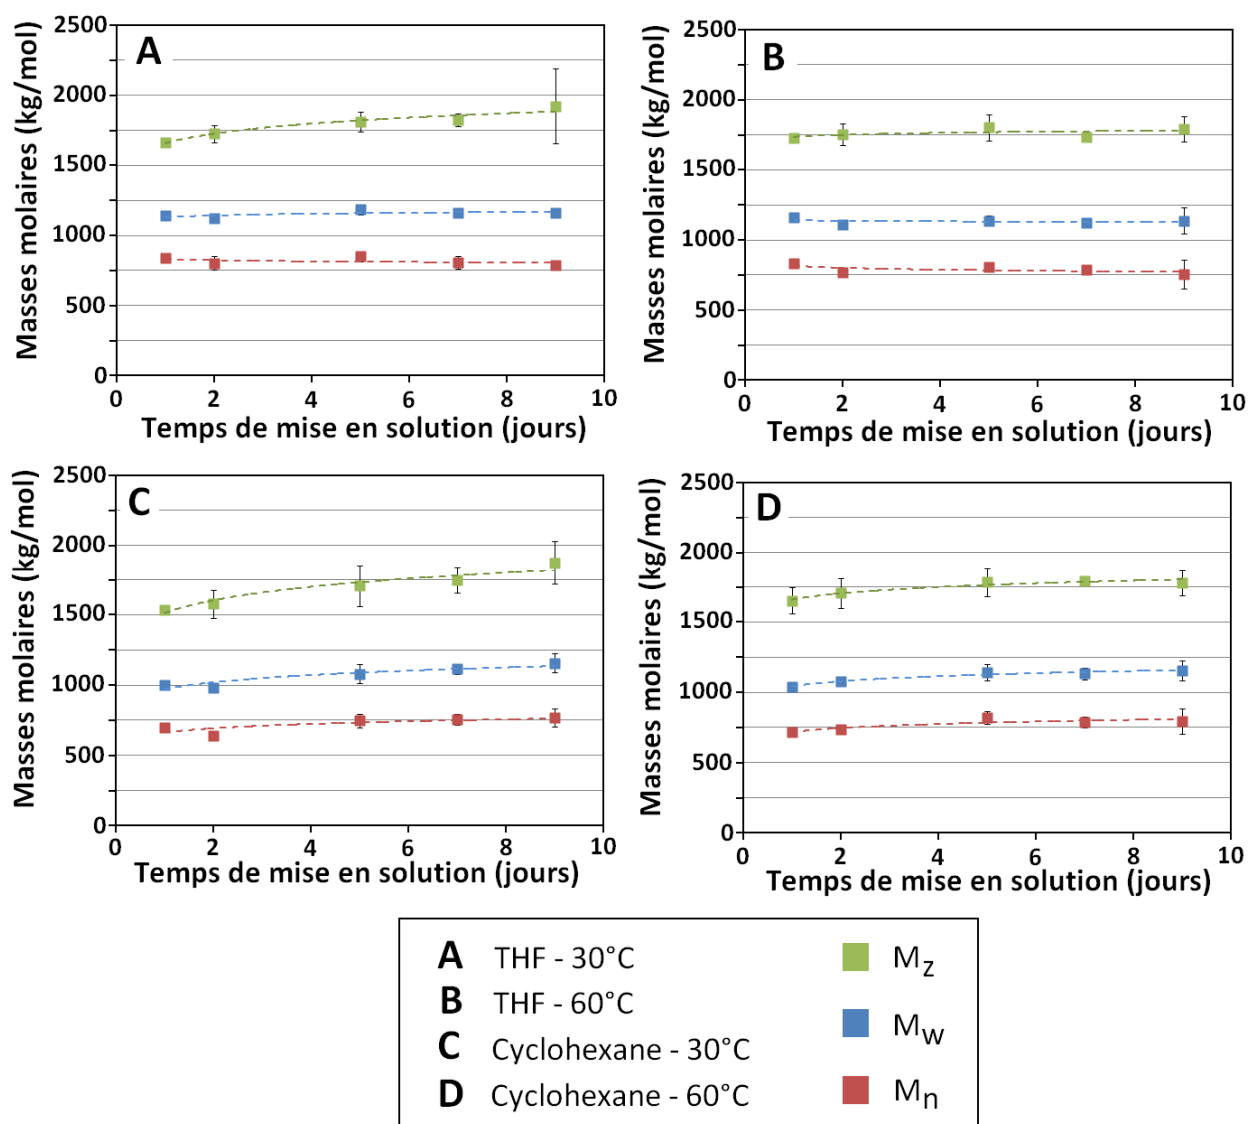 A
Masses molaires (kg/mol)
2500
2000
1500
1000
500
0
0 2 4 6 8 10
Temps de mise en solution (jours)
B
Masses molaires (kg/mol)
2500
2000
1500
1000
500
0
0 2 4 6 8 10
Temps de mise en solution (jours)
C
Masses molaires (kg/mol)
2500
2000
1500
1000
500
0
0 2 4 6 8 10
Temps de mise en solution (jours)
D
Masses molaires (kg/mol)
2500
2000
1500
1000
500
0
0 2 4 6 8 10
Temps de mise en solution (jours)
A THF - 30°C
B THF - 60°C
C Cyclohexane - 30°C
D Cyclohexane - 60°C
Mz
Mw
Mn